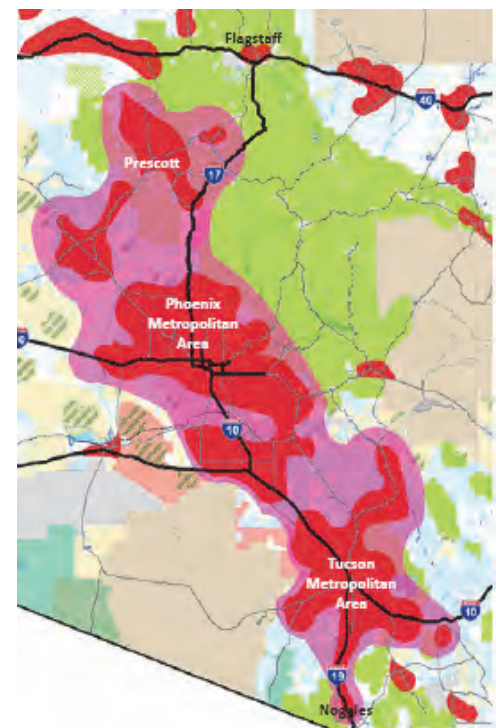 Flagstaff
40
Prescott
17
Phoenix
Metropolitan
Area
10
Tucson
Metropolitan
Area
10
19
Nogales